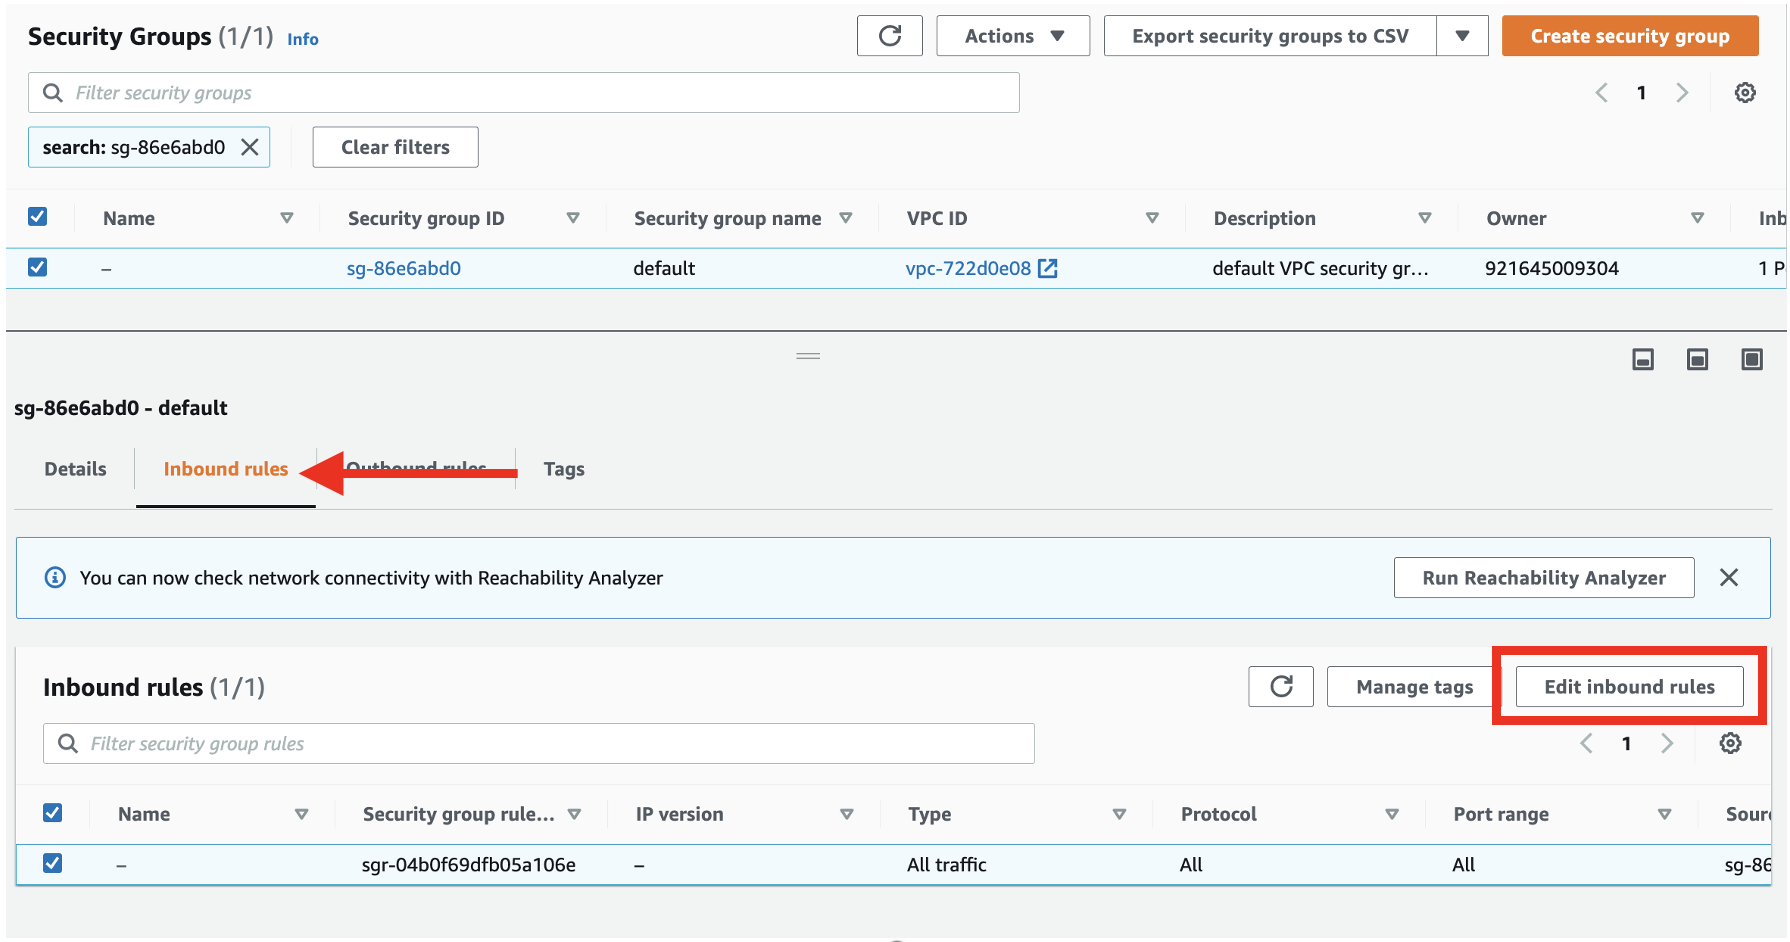 Security Groups (1/1) Info
Actions
Export security groups to CSV
Create security group
Filter security groups
1
search: sg-86e6abd0
Clear filters
Name Security group ID Security group name VPC ID Description Owner Inb
– sg-86e6abd0 default vpc-722d0e08 default VPC security gr... 921645009304 1 P
sg-86e6abd0 - default
Details Inbound rules Outbound rules Tags
You can now check network connectivity with Reachability Analyzer
Run Reachability Analyzer
Inbound rules (1/1)
Manage tags
Edit inbound rules
Filter security group rules
1
Name Security group rule... IP version Type Protocol Port range Sour
– sgr-04b0f69dfb05a106e – All traffic All All sg-86